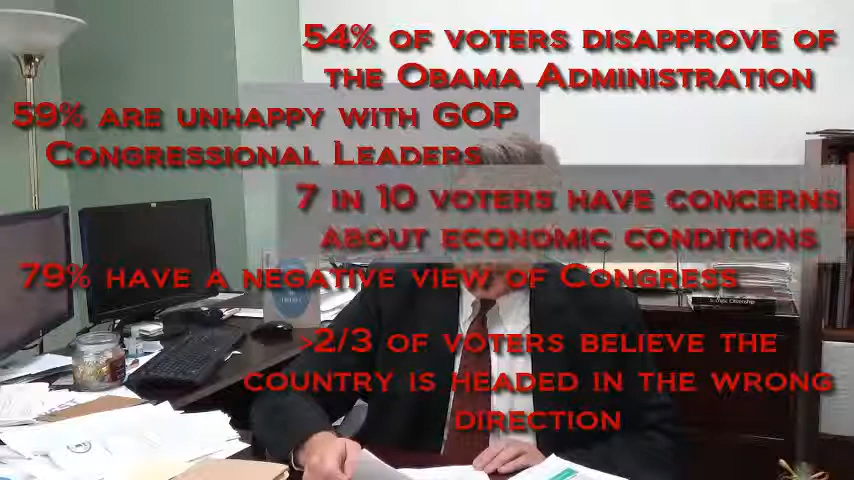 54% of voters disapprove of
the Obama Administration
59% are unhappy with GOP
Congressional Leaders
7 in 10 voters have concerns
about economic conditions
79% have a negative view of Congress
>2/3 of voters believe the
country is headed in the wrong
direction